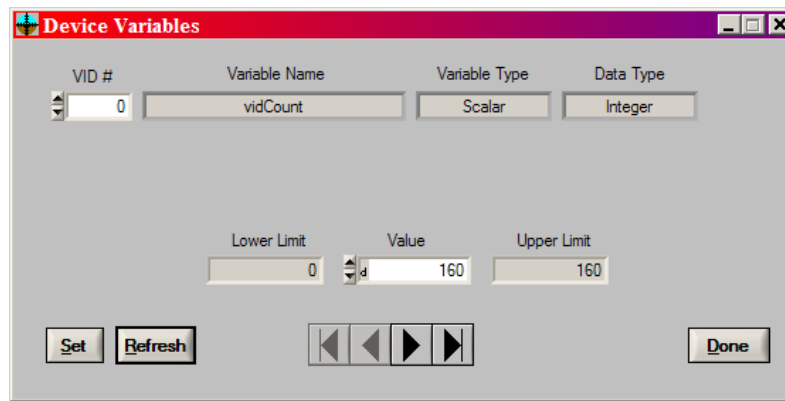 Device Variables
VID #
Variable Name
Variable Type
Data Type
0
vidCount
Scalar
Integer
Lower Limit
Value
Upper Limit
0
d
160
160
Set
Refresh
Done